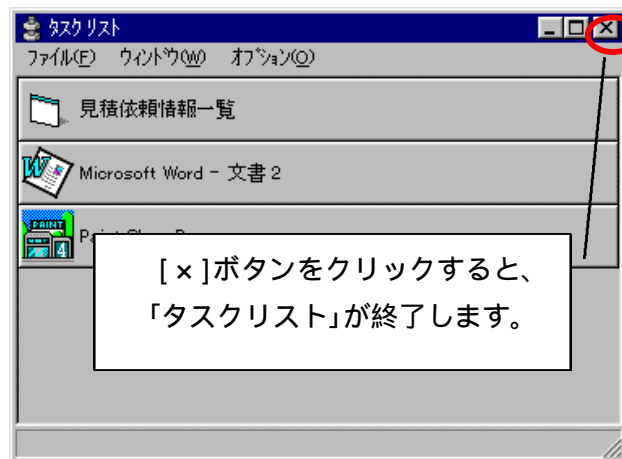 タスク リスト
ファイル(F) ウィンドウ(W) オプション(O)
見積依頼情報一覧
Microsoft Word - 文書 2
PAINT
4
[×]ボタンをクリックすると、
「タスクリスト」が終了します。